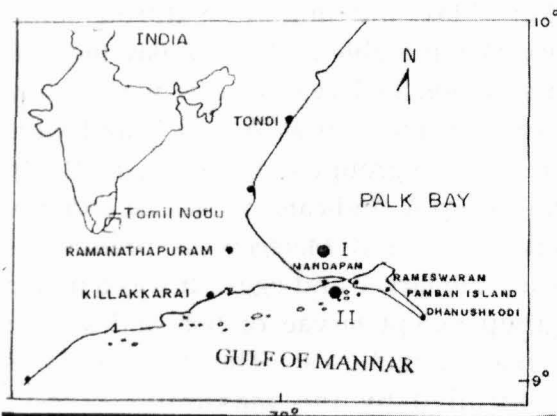 INDIA
10°
N
TONDI
PALK BAY
Tamil Nadu
RAMANATHAPURAM
I
MANDAPAM
RAMESWARAM
KILLAKKARAI
PAMBAN ISLAND
DHANUSHKODI
II
GULF OF MANNAR
9°